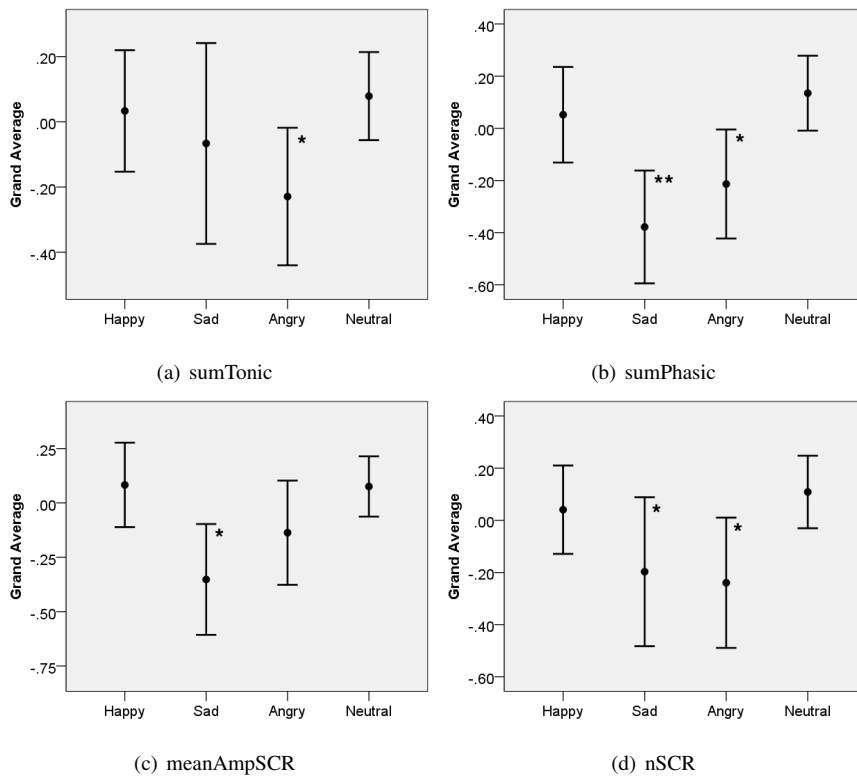 Grand Average
.20
.00
-.20
-.40
*
Happy Sad Angry Neutral
(a) sumTonic
Grand Average
.40
.20
.00
-.20
-.40
-.60
**
*
Happy Sad Angry Neutral
(b) sumPhasic
Grand Average
.25
.00
-.25
-.50
-.75
*
Happy Sad Angry Neutral
(c) meanAmpSCR
Grand Average
.40
.20
.00
-.20
-.40
-.60
*
*
Happy Sad Angry Neutral
(d) nSCR